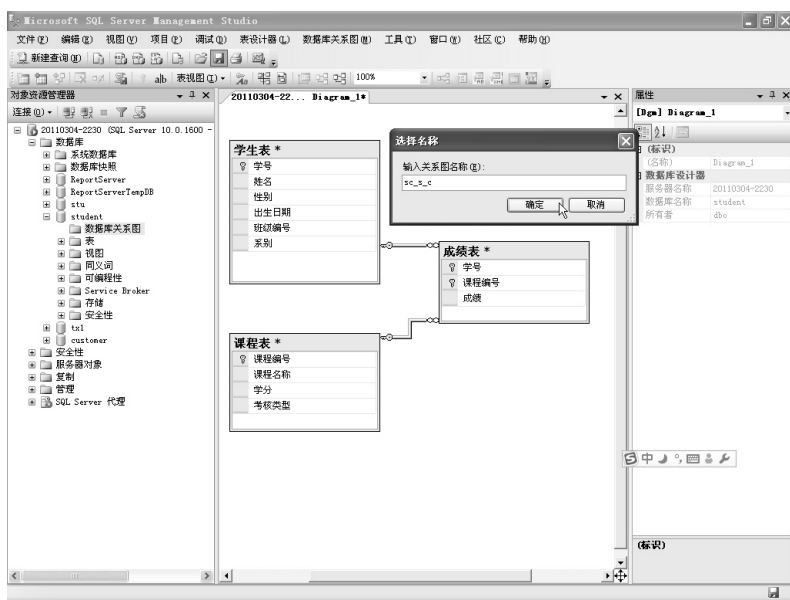 Microsoft SQL Server Management Studio
文件(F) 编辑(E) 视图(V) 项目(P) 调试(D) 表设计器(L) 数据库关系图(M) 工具(T) 窗口(W) 社区(C) 帮助(H)
新建查询(N)
ab 表视图(T) 100%
对象资源管理器
连接(O)
20110304-2230 (SQL Server 10.0.1600 -
数据库
系统数据库
数据库快照
ReportServer
ReportServerTempDB
stu
student
数据库关系图
表
视图
同义词
可编程性
Service Broker
存储
安全性
txl
customer
安全性
服务器对象
复制
管理
SQL Server 代理
20110304-22... Diagram_1*
学生表 *
学号
姓名
性别
出生日期
班级编号
系别
成绩表 *
学号
课程编号
成绩
课程表 *
课程编号
课程名称
学分
考核类型
选择名称
输入关系图名称(E):
sc_s_c
确定 取消
属性
[Dgm] Diagram_1
(标识)
(名称) Diagram_1
数据库设计器
服务器名称 20110304-2230
数据库名称 student
所有者 dbo
中
(标识)